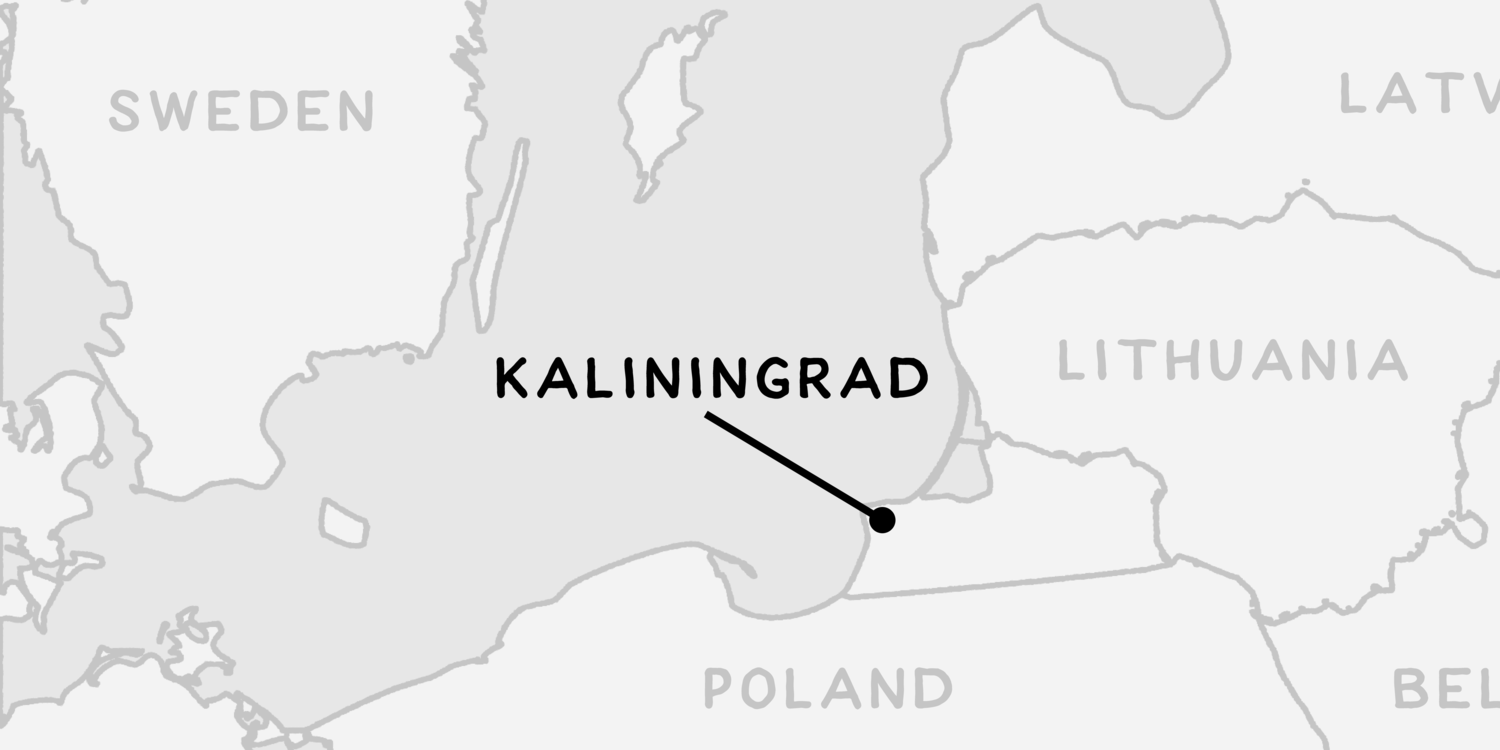 SWEDEN
LATV
KALININGRAD
LITHUANIA
POLAND
BEL